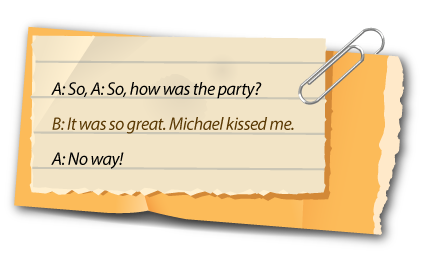 A: So, A: So, how was the party?
B: It was so great. Michael kissed me.
A: No way!